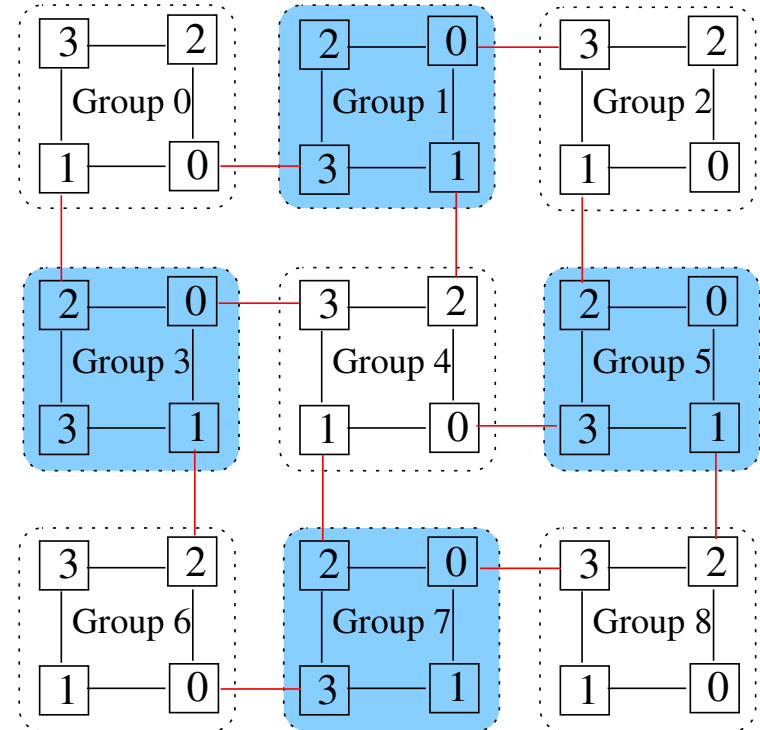 3 2 2 0 3 2
Group 0 Group 1 Group 2
1 0 3 1 1 0
2 0 3 2 2 0
Group 3 Group 4 Group 5
3 1 1 0 3 1
3 2 2 0 3 2
Group 6 Group 7 Group 8
1 0 3 1 1 0